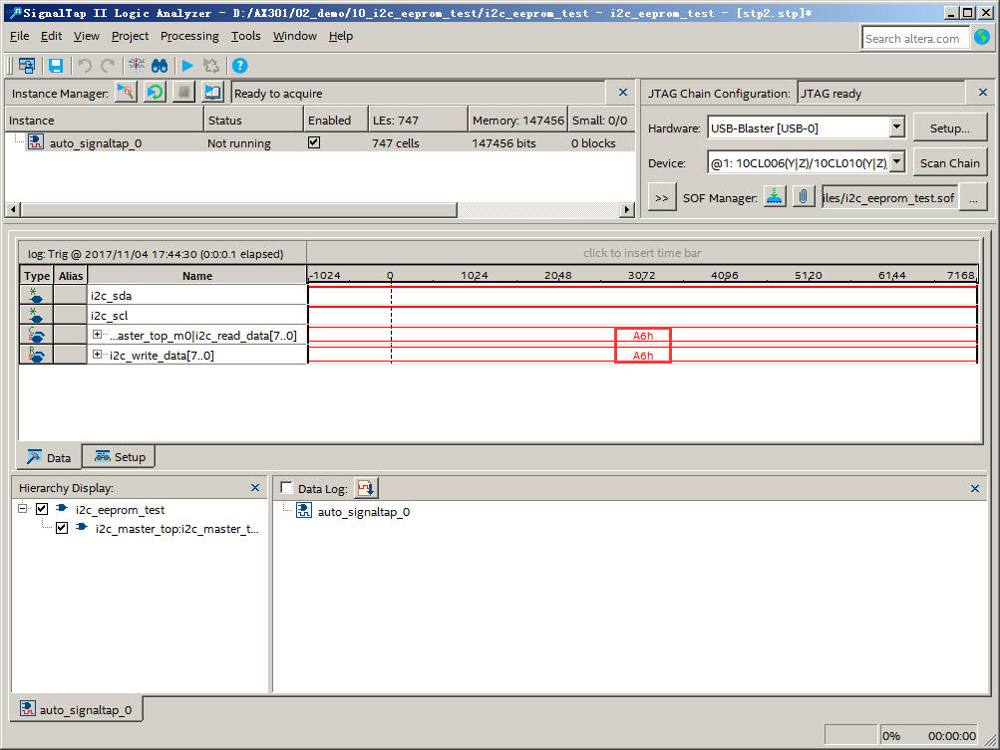 SignalTap II Logic Analyzer - D:/AX301/02_demo/10_i2c_eeprom_test/i2c_eeprom_test - i2c_eeprom_test - [stp2.stp]*
File Edit View Project Processing Tools Window Help
Search altera.com
Instance Manager: Ready to acquire
Instance Status Enabled LEs: 747 Memory: 147456 Small: 0/0
auto_signaltap_0 Not running 747 cells 147456 bits 0 blocks
JTAG Chain Configuration: JTAG ready
Hardware: USB-Blaster [USB-0] Setup...
Device: @1: 10CL006(Y|Z)/10CL010(Y|Z), Scan Chain
>> SOF Manager: iles/i2c_eeprom_test.sof ...
log: Trig @ 2017/11/04 17:44:30 (0:0:0.1 elapsed) click to insert time bar
Type Alias Name -1024 0 1024 2048 3072 4096 5120 6144 7168
i2c_sda
i2c_scl
...aster_top_m0|i2c_read_data[7..0] A6h
i2c_write_data[7..0] A6h
Data Setup
Hierarchy Display:
i2c_eeprom_test
i2c_master_top:i2c_master_t...
Data Log:
auto_signaltap_0
auto_signaltap_0
0% 00:00:00